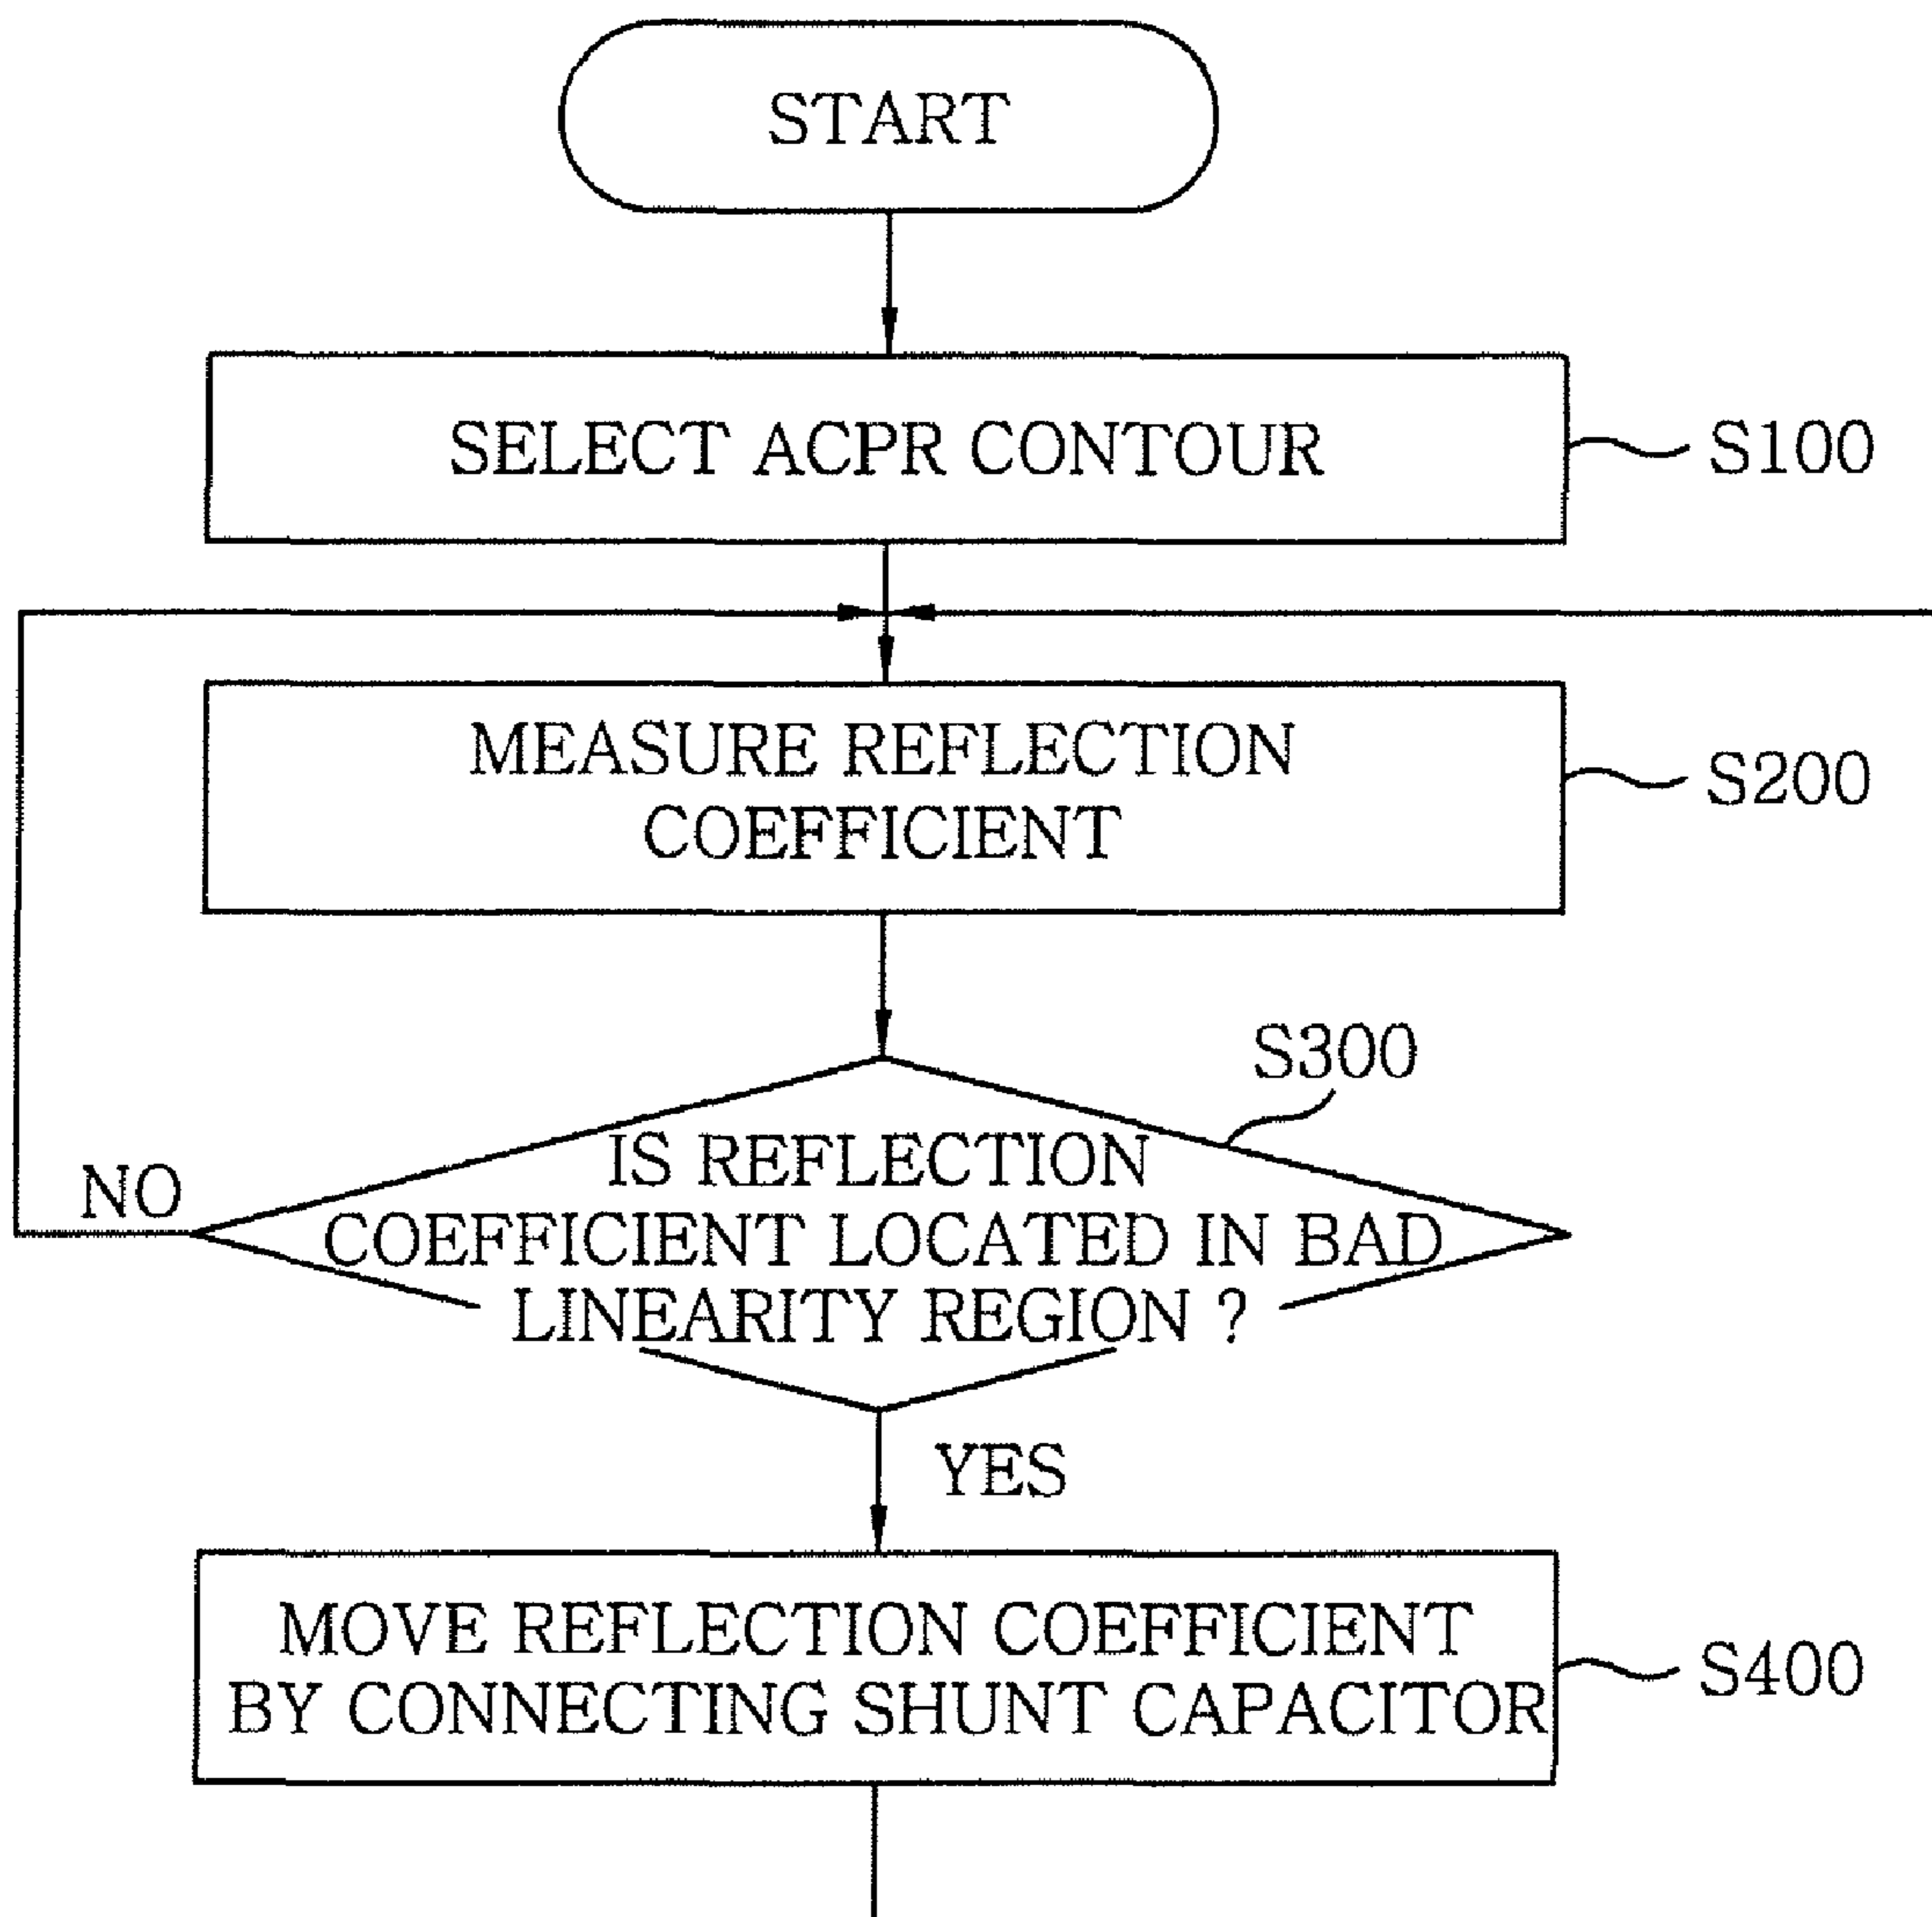 START
SELECT ACPR CONTOUR
S100
MEASURE REFLECTION
COEFFICIENT
S200
S300
IS REFLECTION
COEFFICIENT LOCATED IN BAD
LINEARITY REGION ?
NO
YES
MOVE REFLECTION COEFFICIENT
BY CONNECTING SHUNT CAPACITOR
S400